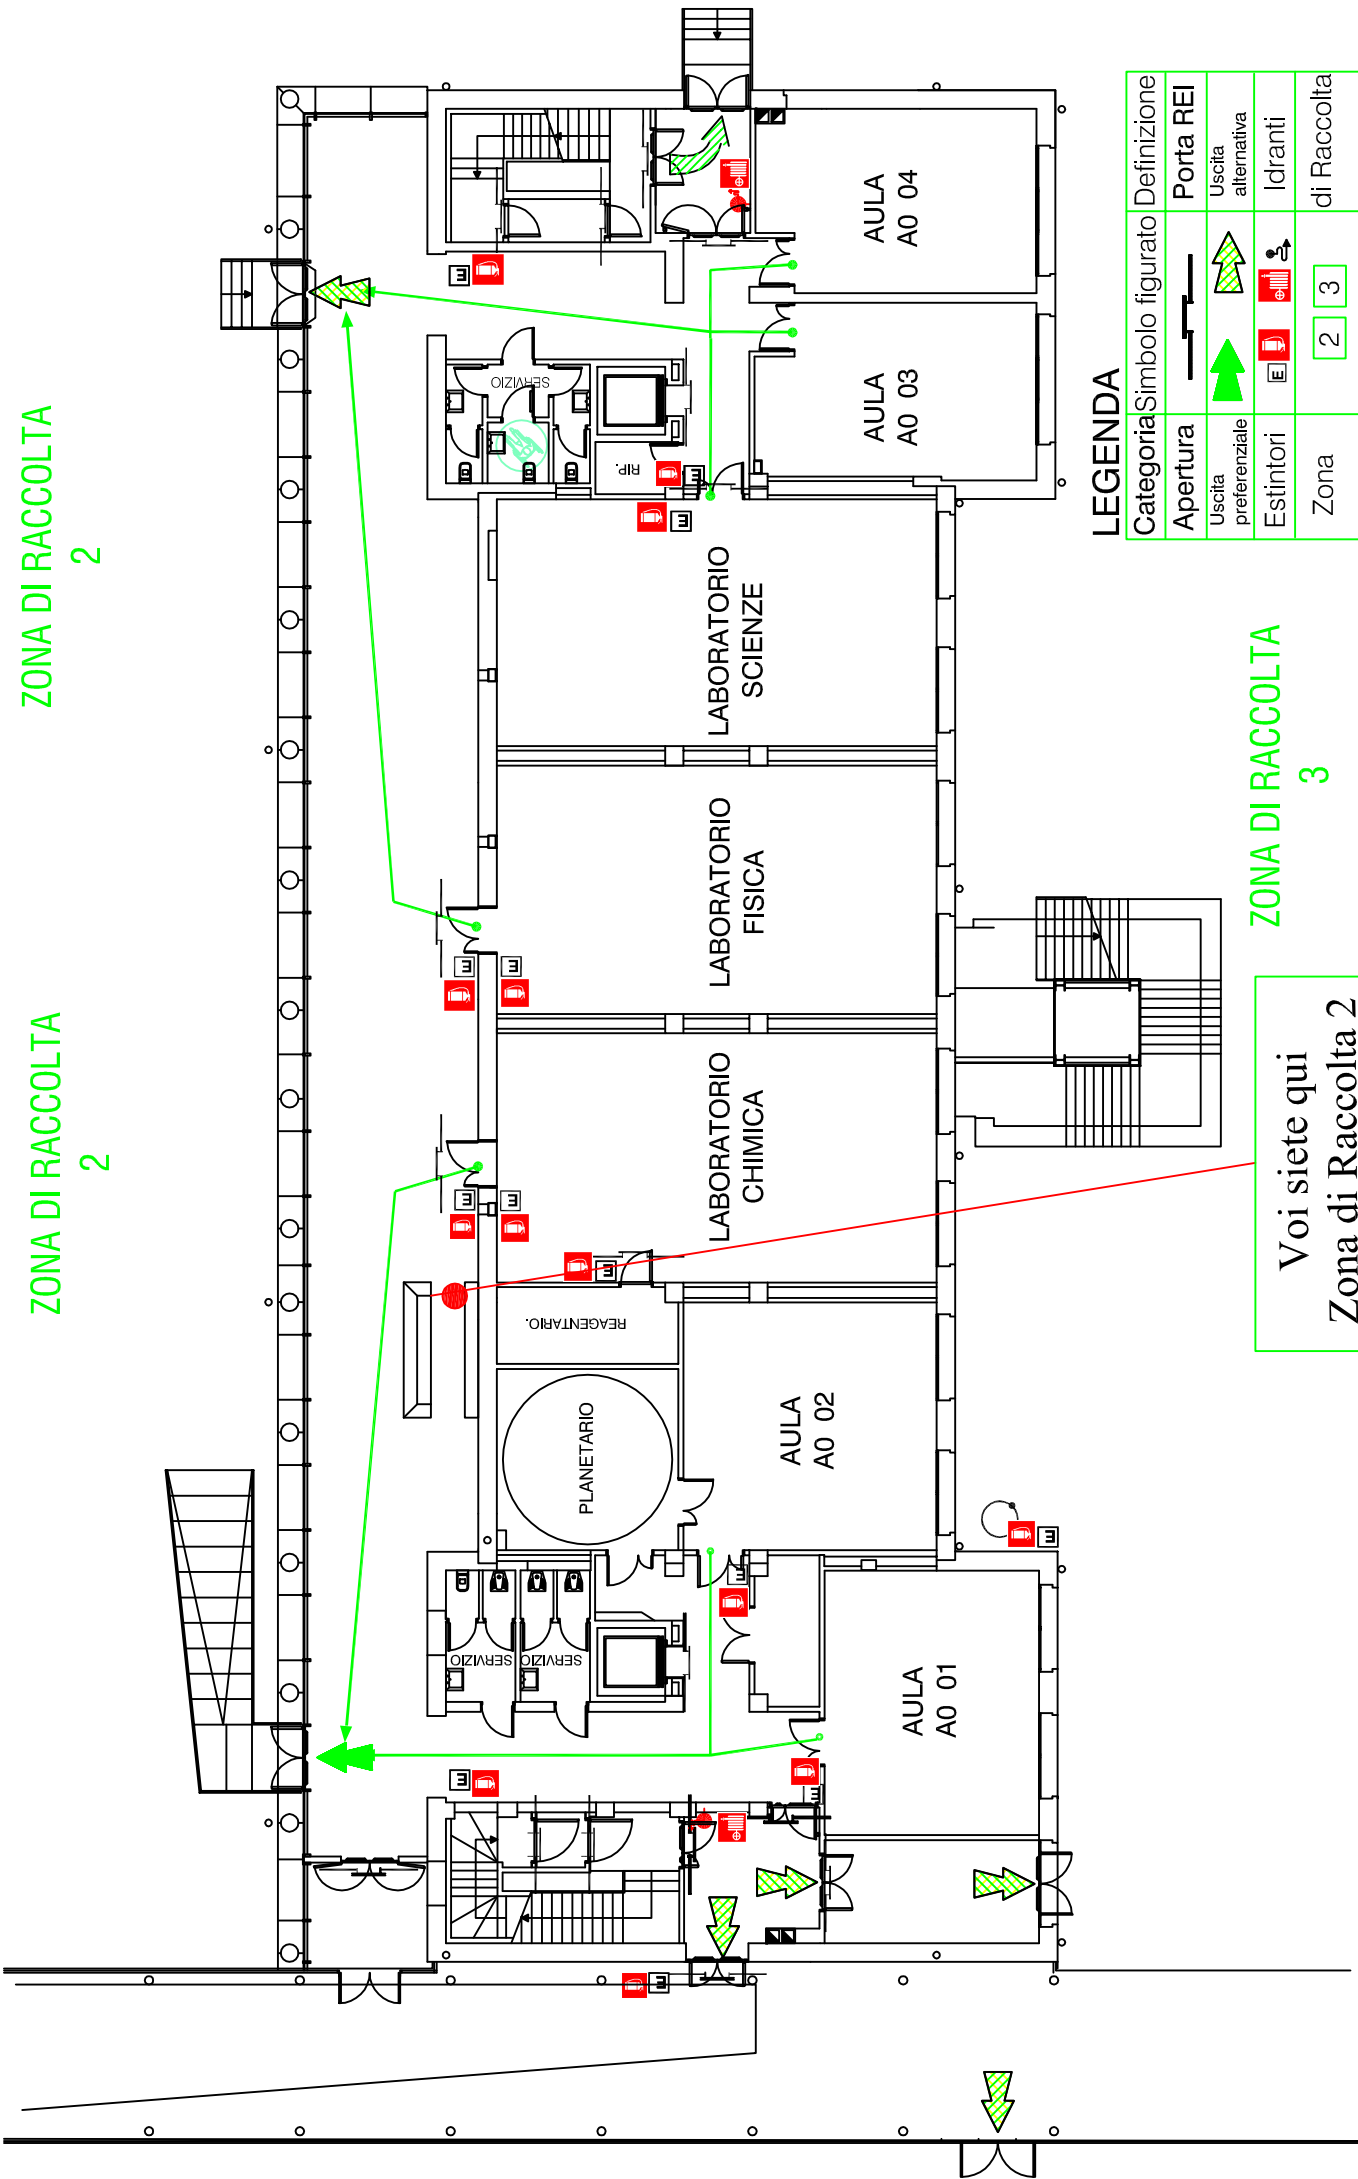 ZONA DI RACCOLTA
2
ZONA DI RACCOLTA
2
SERVIZIO
SERVIZIO
PLANETARIO
REAGENTARIO.
AULA
A0 01
AULA
A0 02
LABORATORIO
CHIMICA
LABORATORIO
FISICA
LABORATORIO
SCIENZE
SERVIZIO
RIP.
AULA
A0 03
AULA
A0 04
E
E
E
E
E
E
E
E
E
E
E
E
E
E
Voi siete qui
Zona di Raccolta 2
ZONA DI RACCOLTA
3
LEGENDA
Categoria Simbolo figurato Definizione
Apertura Porta REI
Uscita
preferenziale
Uscita
alternativa
Estintori E Idranti
Zona 2 3 di Raccolta